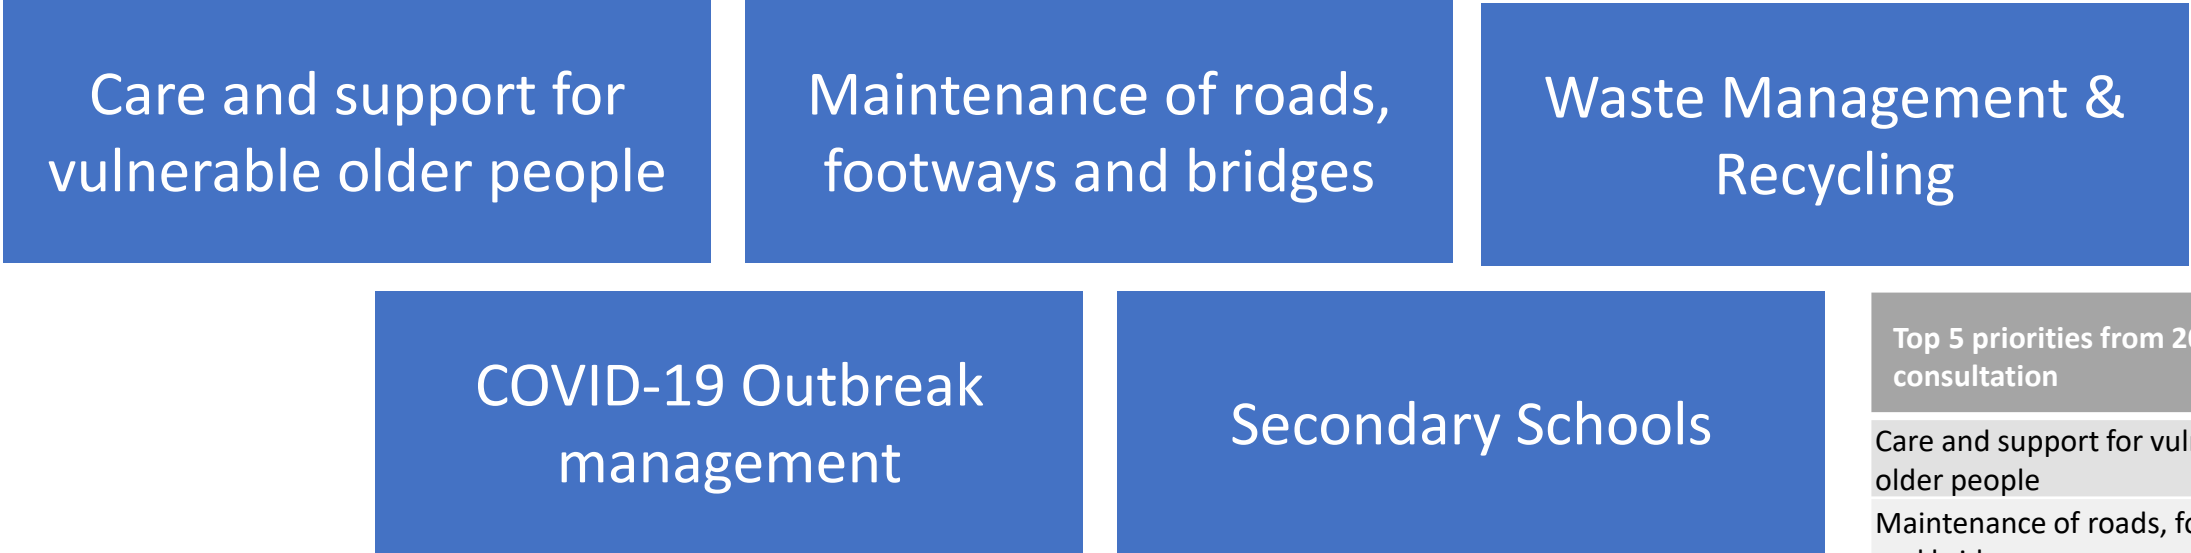 Care and support for
vulnerable older people
Maintenance of roads,
footways and bridges
Waste Management &
Recycling
COVID-19 Outbreak
management
Secondary Schools
Top 5 priorities from
consultation
Care and support for
older people
Maintenance of roads,